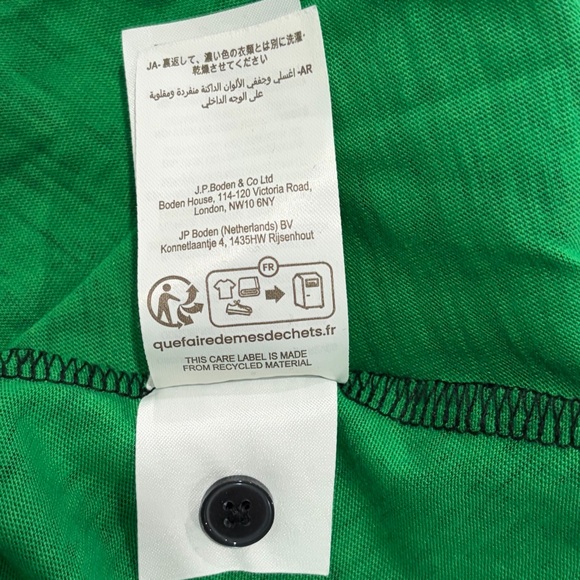 JA- 裏返して、濃い色の衣類とは別に洗濯・
乾燥させてください
AR- اغسلي وجففي الألوان الداكنة منفردة ومقلوبة
على الوجه الداخلي
J.P.Boden & Co Ltd
Boden House, 114-120 Victoria Road,
London, NW10 6NY
JP Boden (Netherlands) BV
Konnetlaantje 4, 1435HW Rijsenhout
FR
quefairedemesdechets.fr
THIS CARE LABEL IS MADE
FROM RECYCLED MATERIAL